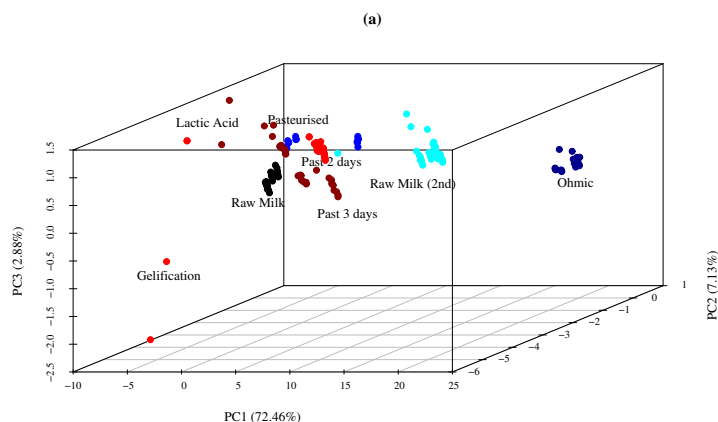 (a)
Lactic Acid
Pasteurised
Past 2 days
Raw Milk (2nd)
Ohmic
Raw Milk
Past 3 days
Gelification
PC3 (2.88%)
1.5
1.0
0.5
0.0
−0.5
−1.0
−1.5
−2.0
−2.5
−10
−5
0
5
10
15
20
25
PC1 (72.46%)
−6
−5
−4
−3
−2
−1
0
1
PC2 (7.13%)